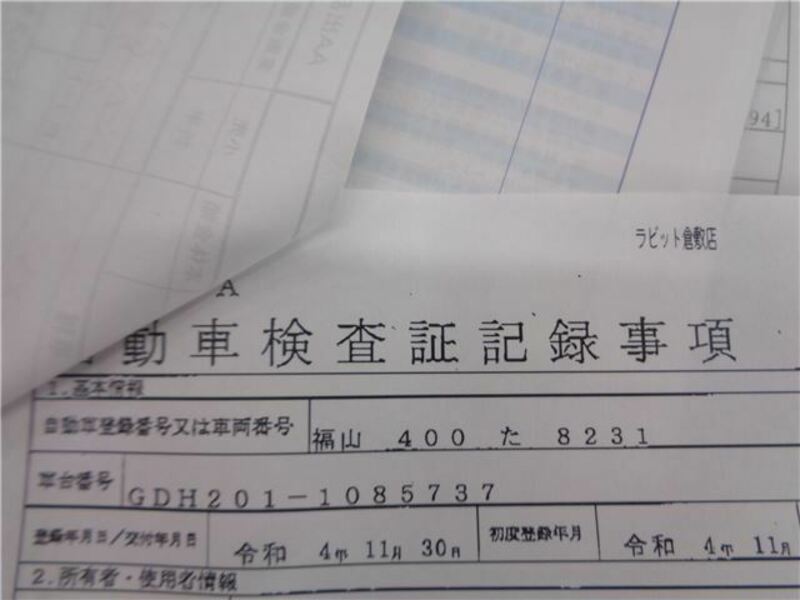 94]
ラビット倉敷店
A
動車検査証記録事項
1.基本情報
自動車登録番号又は車両番号 福山 400 た 8231
車台番号 GDH201-1085737
登録年月日/交付年月日 令和 4年 11月 30日 初度登録年月 令和 4年 11月
2.所有者・使用者情報